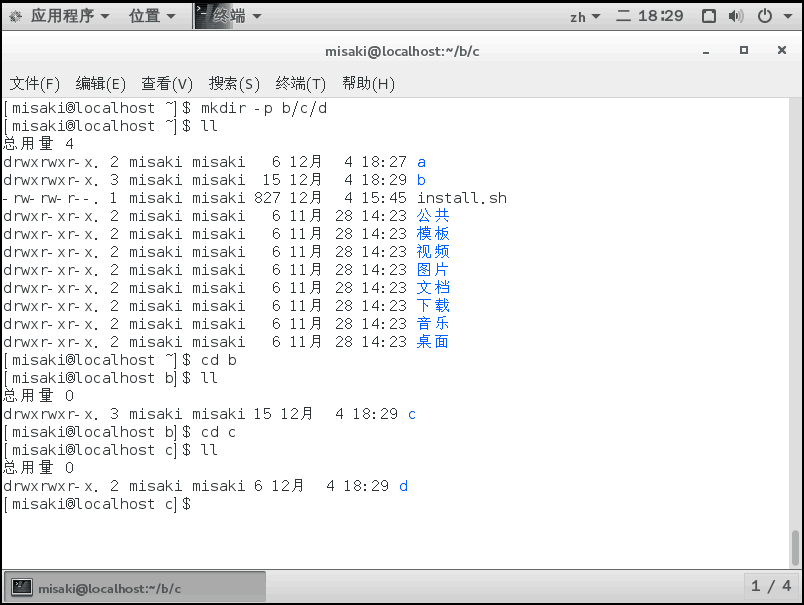 应用程序 位置 终端 zh 二 18:29
misaki@localhost:~/b/c
文件(F) 编辑(E) 查看(V) 搜索(S) 终端(T) 帮助(H)
[misaki@localhost ~]$ mkdir -p b/c/d
[misaki@localhost ~]$ ll
总用量 4
drwxrwxr-x. 2 misaki misaki   6 12月  4 18:27 a
drwxrwxr-x. 3 misaki misaki  15 12月  4 18:29 b
-rw-rw-r--. 1 misaki misaki 827 12月  4 15:45 install.sh
drwxr-xr-x. 2 misaki misaki   6 11月 28 14:23 公共
drwxr-xr-x. 2 misaki misaki   6 11月 28 14:23 模板
drwxr-xr-x. 2 misaki misaki   6 11月 28 14:23 视频
drwxr-xr-x. 2 misaki misaki   6 11月 28 14:23 图片
drwxr-xr-x. 2 misaki misaki   6 11月 28 14:23 文档
drwxr-xr-x. 2 misaki misaki   6 11月 28 14:23 下载
drwxr-xr-x. 2 misaki misaki   6 11月 28 14:23 音乐
drwxr-xr-x. 2 misaki misaki   6 11月 28 14:23 桌面
[misaki@localhost ~]$ cd b
[misaki@localhost b]$ ll
总用量 0
drwxrwxr-x. 3 misaki misaki 15 12月  4 18:29 c
[misaki@localhost b]$ cd c
[misaki@localhost c]$ ll
总用量 0
drwxrwxr-x. 2 misaki misaki 6 12月  4 18:29 d
[misaki@localhost c]$
misaki@localhost:~/b/c 1 / 4